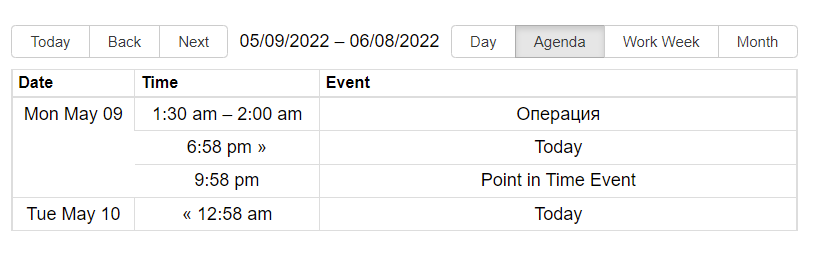 Today Back Next 05/09/2022 – 06/08/2022 Day Agenda Work Week Month
Date Time Event
Mon May 09 1:30 am – 2:00 am Операция
6:58 pm » Today
9:58 pm Point in Time Event
Tue May 10 « 12:58 am Today